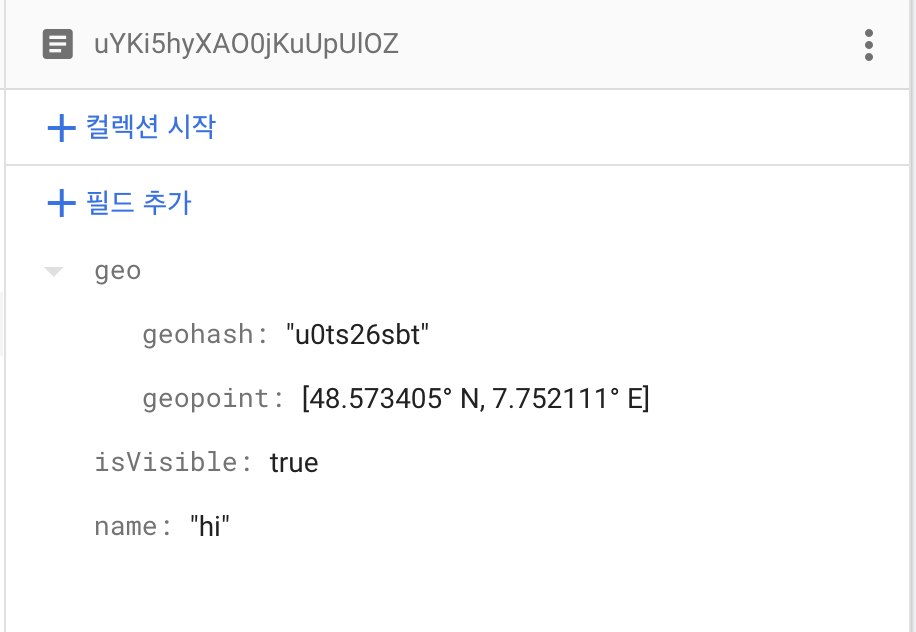 uYKi5hyXAO0jKuUpUlOZ
컬렉션 시작
필드 추가
geo
geohash: "u0ts26sbt"
geopoint: [48.573405° N, 7.752111° E]
isVisible: true
name: "hi"